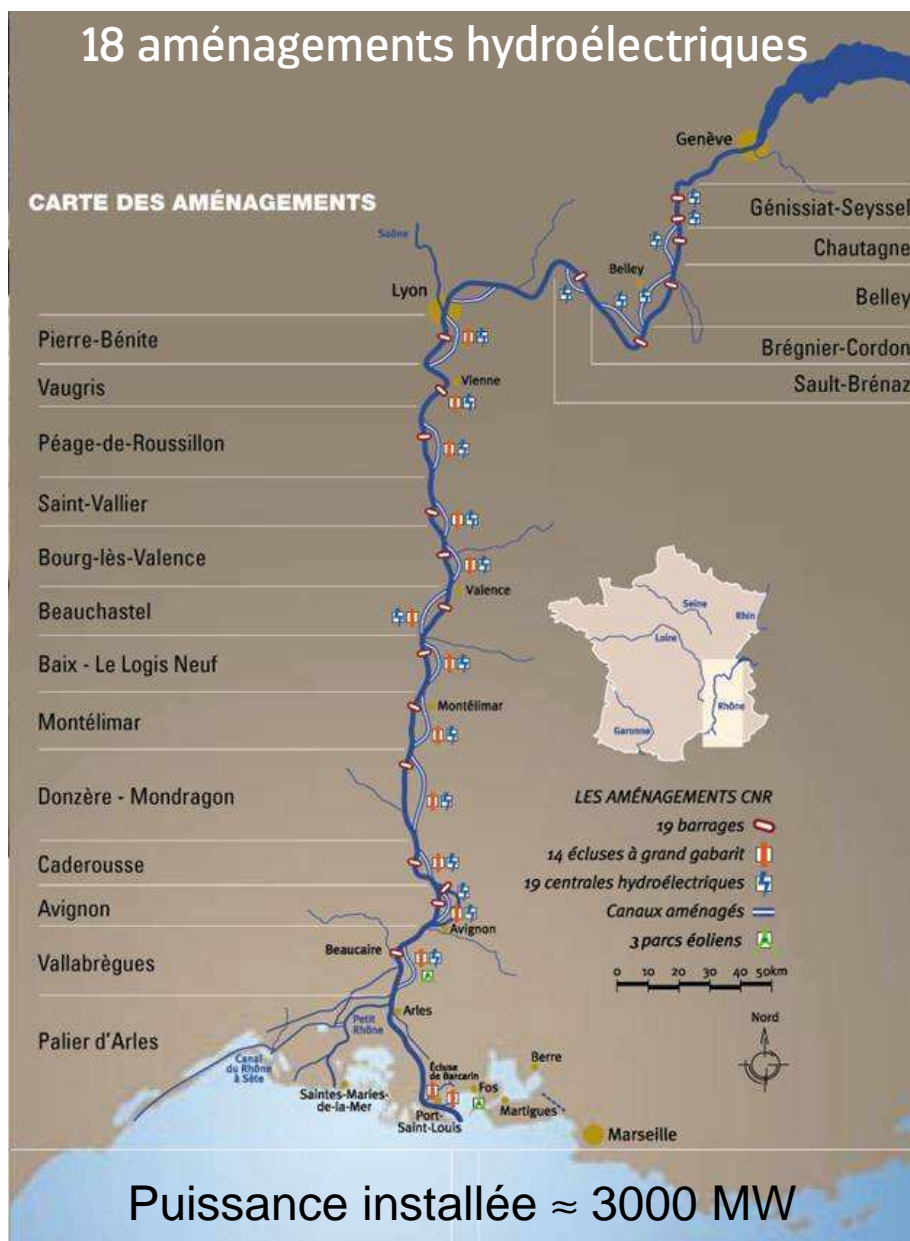 18 aménagements hydroélectriques
CARTE DES AMÉNAGEMENTS
Genève
Génissiat-Seyssel
Chautagne
Belley
Brégnier-Cordon
Sault-Brénaz
Saône
Lyon
Belley
Pierre-Bénite
Vaugris
Vienne
Péage-de-Roussillon
Saint-Vallier
Bourg-lès-Valence
Valence
Beauchastel
Baix - Le Logis Neuf
Montélimar
Montélimar
Donzère - Mondragon
Caderousse
Avignon
Avignon
Vallabrègues
Beaucaire
Palier d'Arles
Arles
Petit
Rhône
Canal
du Rhône
à Sète
Saintes-Maries-
de-la-Mer
Écluse
de Barcarin
Port-
Saint-Louis
Fos
Berre
Martigues
Marseille
Seine
Rhin
Loire
Rhône
Garonne
LES AMÉNAGEMENTS CNR
19 barrages
14 écluses à grand gabarit
19 centrales hydroélectriques
Canaux aménagés
3 parcs éoliens
0 10 20 30 40 50km
Nord
Puissance installée ≈ 3000 MW